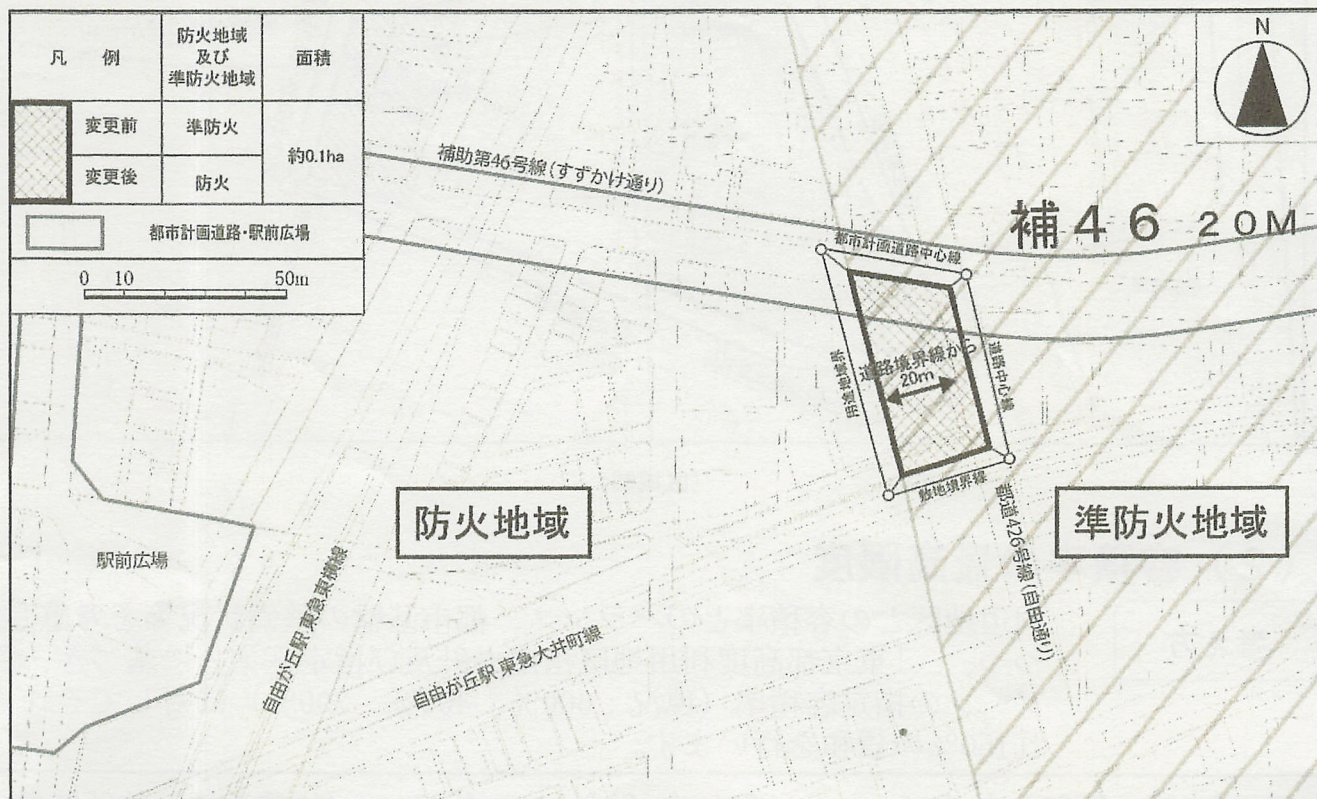 凡 例
防火地域
及び
準防火地域
面積
変更前
準防火
約0.1ha
変更後
防火
都市計画道路・駅前広場
0 10 50m
N
補助第46号線(すずかけ通り)
補46 20M
都市計画道路中心線
用途地域界
道路境界線から
20m
道路中心線
敷地境界線
都道426号線(自由通り)
防火地域
準防火地域
駅前広場
自由が丘駅 東急東横線
自由が丘駅 東急大井町線